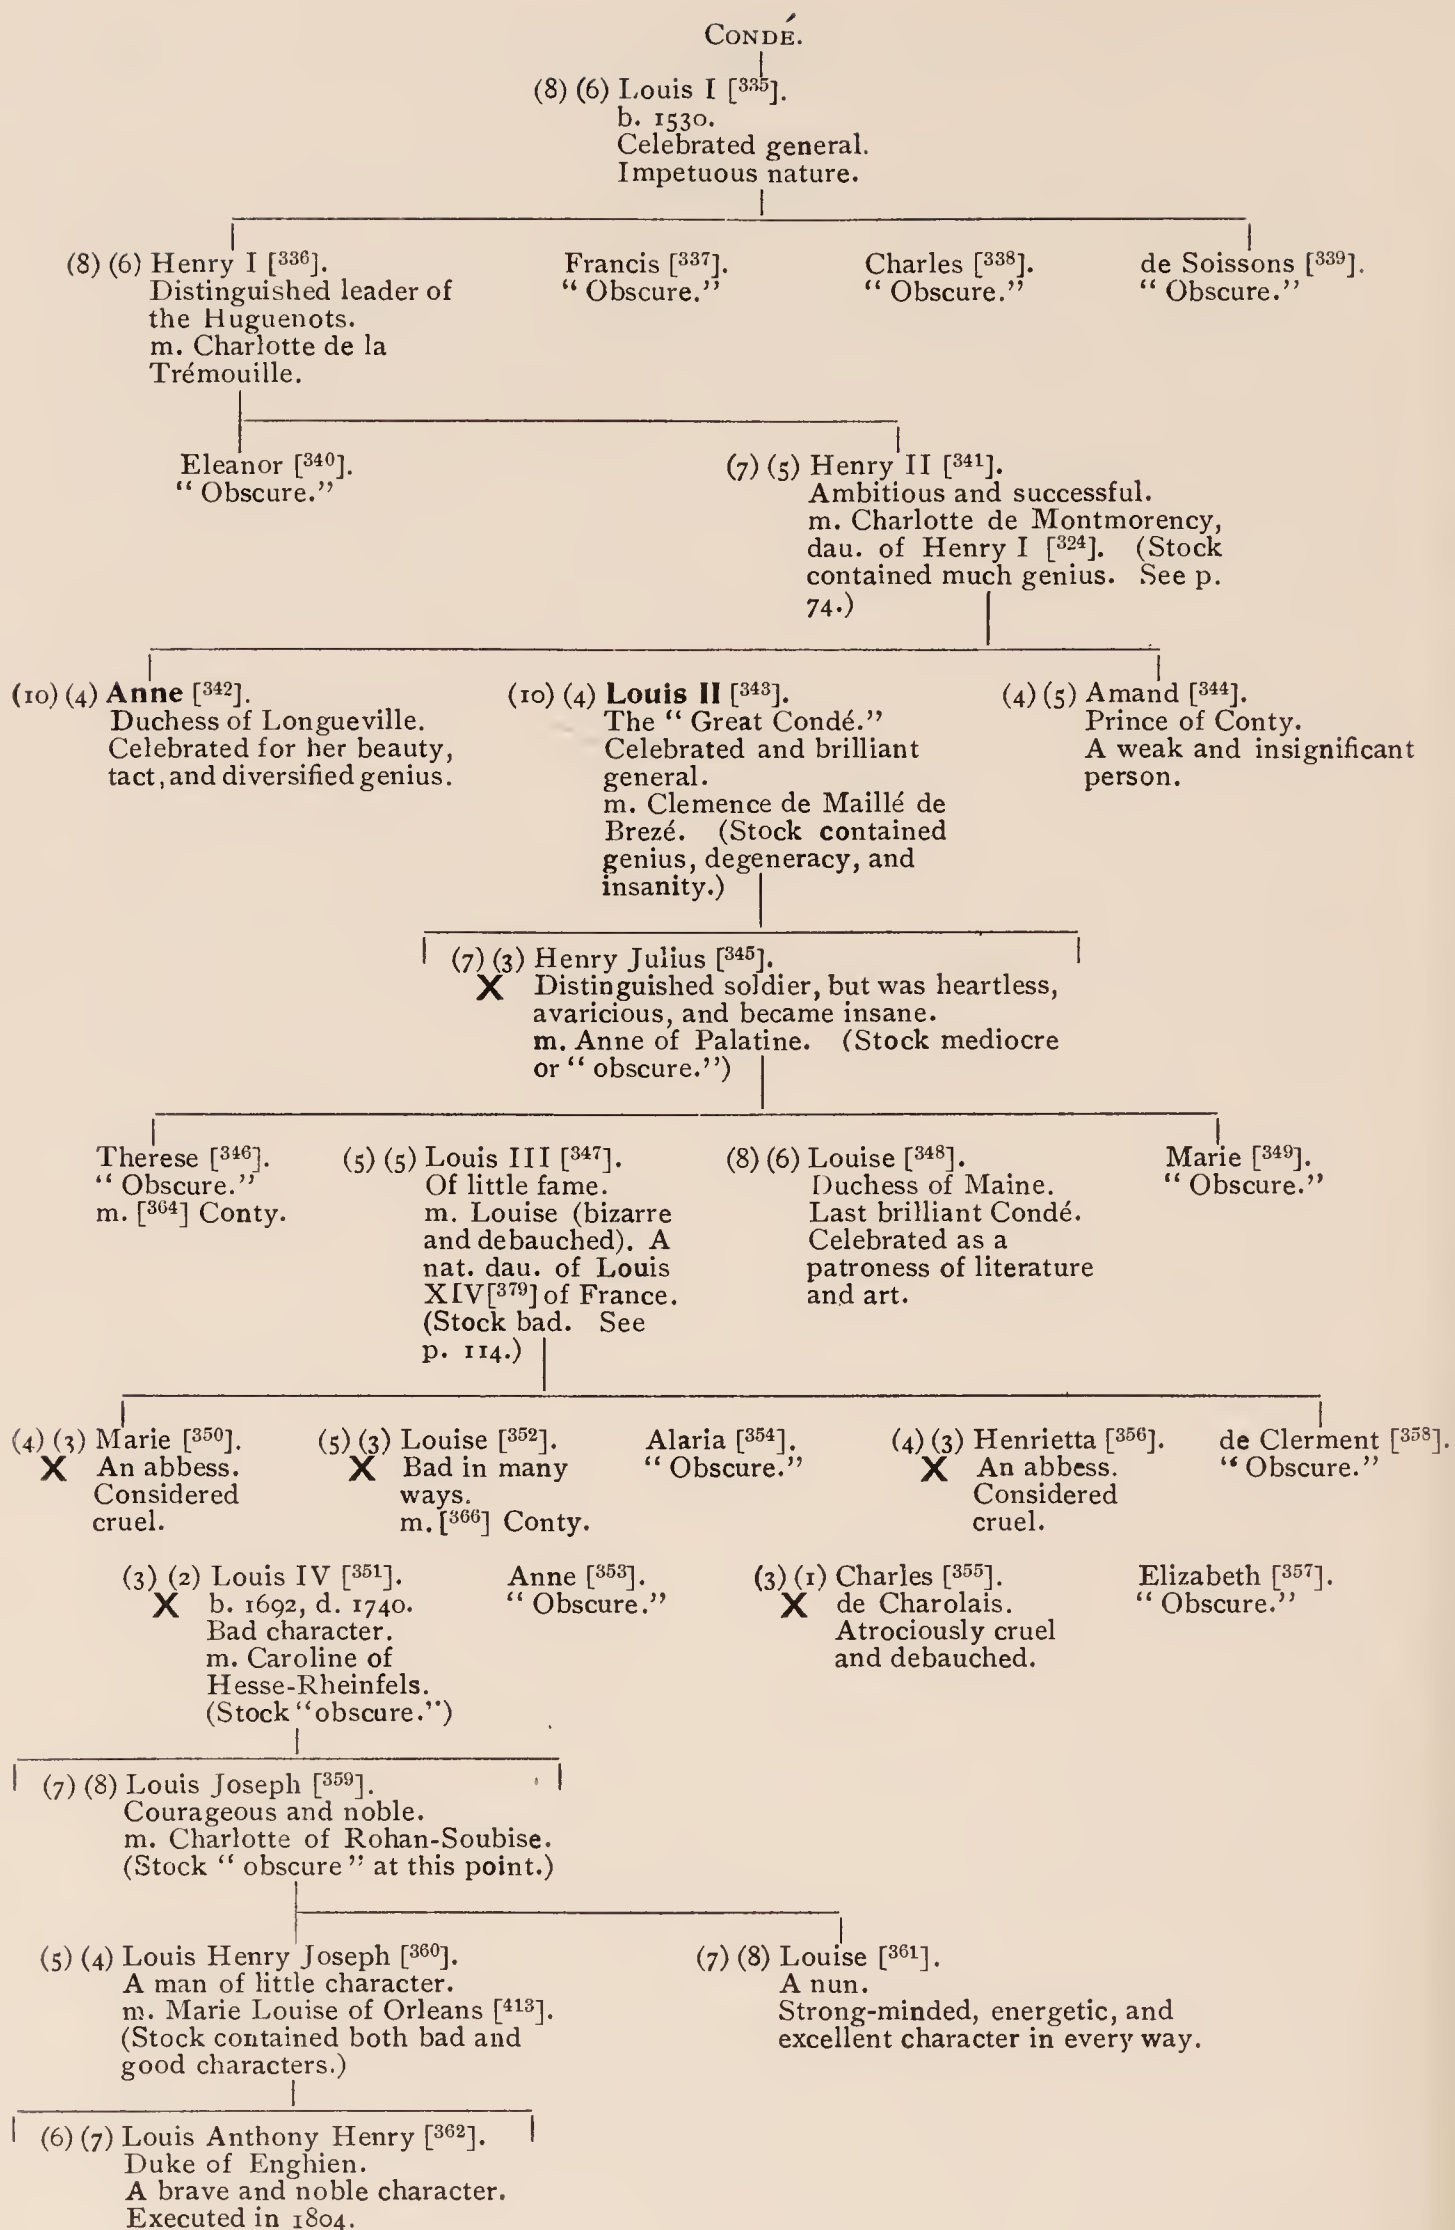 CONDÉ.
(8) (6) Louis I [335].
b. 1530.
Celebrated general.
Impetuous nature.
(8) (6) Henry I [336].
Distinguished leader of
the Huguenots.
m. Charlotte de la
Trémouille.
Francis [337].
“ Obscure.”
Charles [338].
“ Obscure.”
de Soissons [339].
“ Obscure.”
Eleanor [340].
“ Obscure.”
(7) (5) Henry II [341].
Ambitious and successful.
m. Charlotte de Montmorency,
dau. of Henry I [324]. (Stock
contained much genius. See p.
74.)
(10) (4) Anne [342].
Duchess of Longueville.
Celebrated for her beauty,
tact, and diversified genius.
(10) (4) Louis II [343].
The “ Great Condé.”
Celebrated and brilliant
general.
m. Clemence de Maillé de
Brezé. (Stock contained
genius, degeneracy, and
insanity.)
(4) (5) Amand [344].
Prince of Conty.
A weak and insignificant
person.
(7) (3) Henry Julius [345].
X Distinguished soldier, but was heartless,
avaricious, and became insane.
m. Anne of Palatine. (Stock mediocre
or “ obscure.”)
Therese [346].
“ Obscure.”
m. [364] Conty.
(5) (5) Louis III [347].
Of little fame.
m. Louise (bizarre
and debauched). A
nat. dau. of Louis
XIV [379] of France.
(Stock bad. See
p. 114.)
(8) (6) Louise [348].
Duchess of Maine.
Last brilliant Condé.
Celebrated as a
patroness of literature
and art.
Marie [349].
“ Obscure.”
(4) (3) Marie [350].
X An abbess.
Considered
cruel.
(5) (3) Louise [352].
X Bad in many
ways.
m. [366] Conty.
Alaria [354].
“ Obscure.”
(4) (3) Henrietta [356].
X An abbess.
Considered
cruel.
de Clerment [358].
“ Obscure.”
(3) (2) Louis IV [351].
X b. 1692, d. 1740.
Bad character.
m. Caroline of
Hesse-Rheinfels.
(Stock “obscure.”)
Anne [353].
“ Obscure.”
(3) (1) Charles [355].
X de Charolais.
Atrociously cruel
and debauched.
Elizabeth [357].
“ Obscure.”
(7) (8) Louis Joseph [359].
Courageous and noble.
m. Charlotte of Rohan-Soubise.
(Stock “ obscure ” at this point.)
(5) (4) Louis Henry Joseph [360].
A man of little character.
m. Marie Louise of Orleans [413].
(Stock contained both bad and
good characters.)
(7) (8) Louise [361].
A nun.
Strong-minded, energetic, and
excellent character in every way.
(6) (7) Louis Anthony Henry [362].
Duke of Enghien.
A brave and noble character.
Executed in 1804.